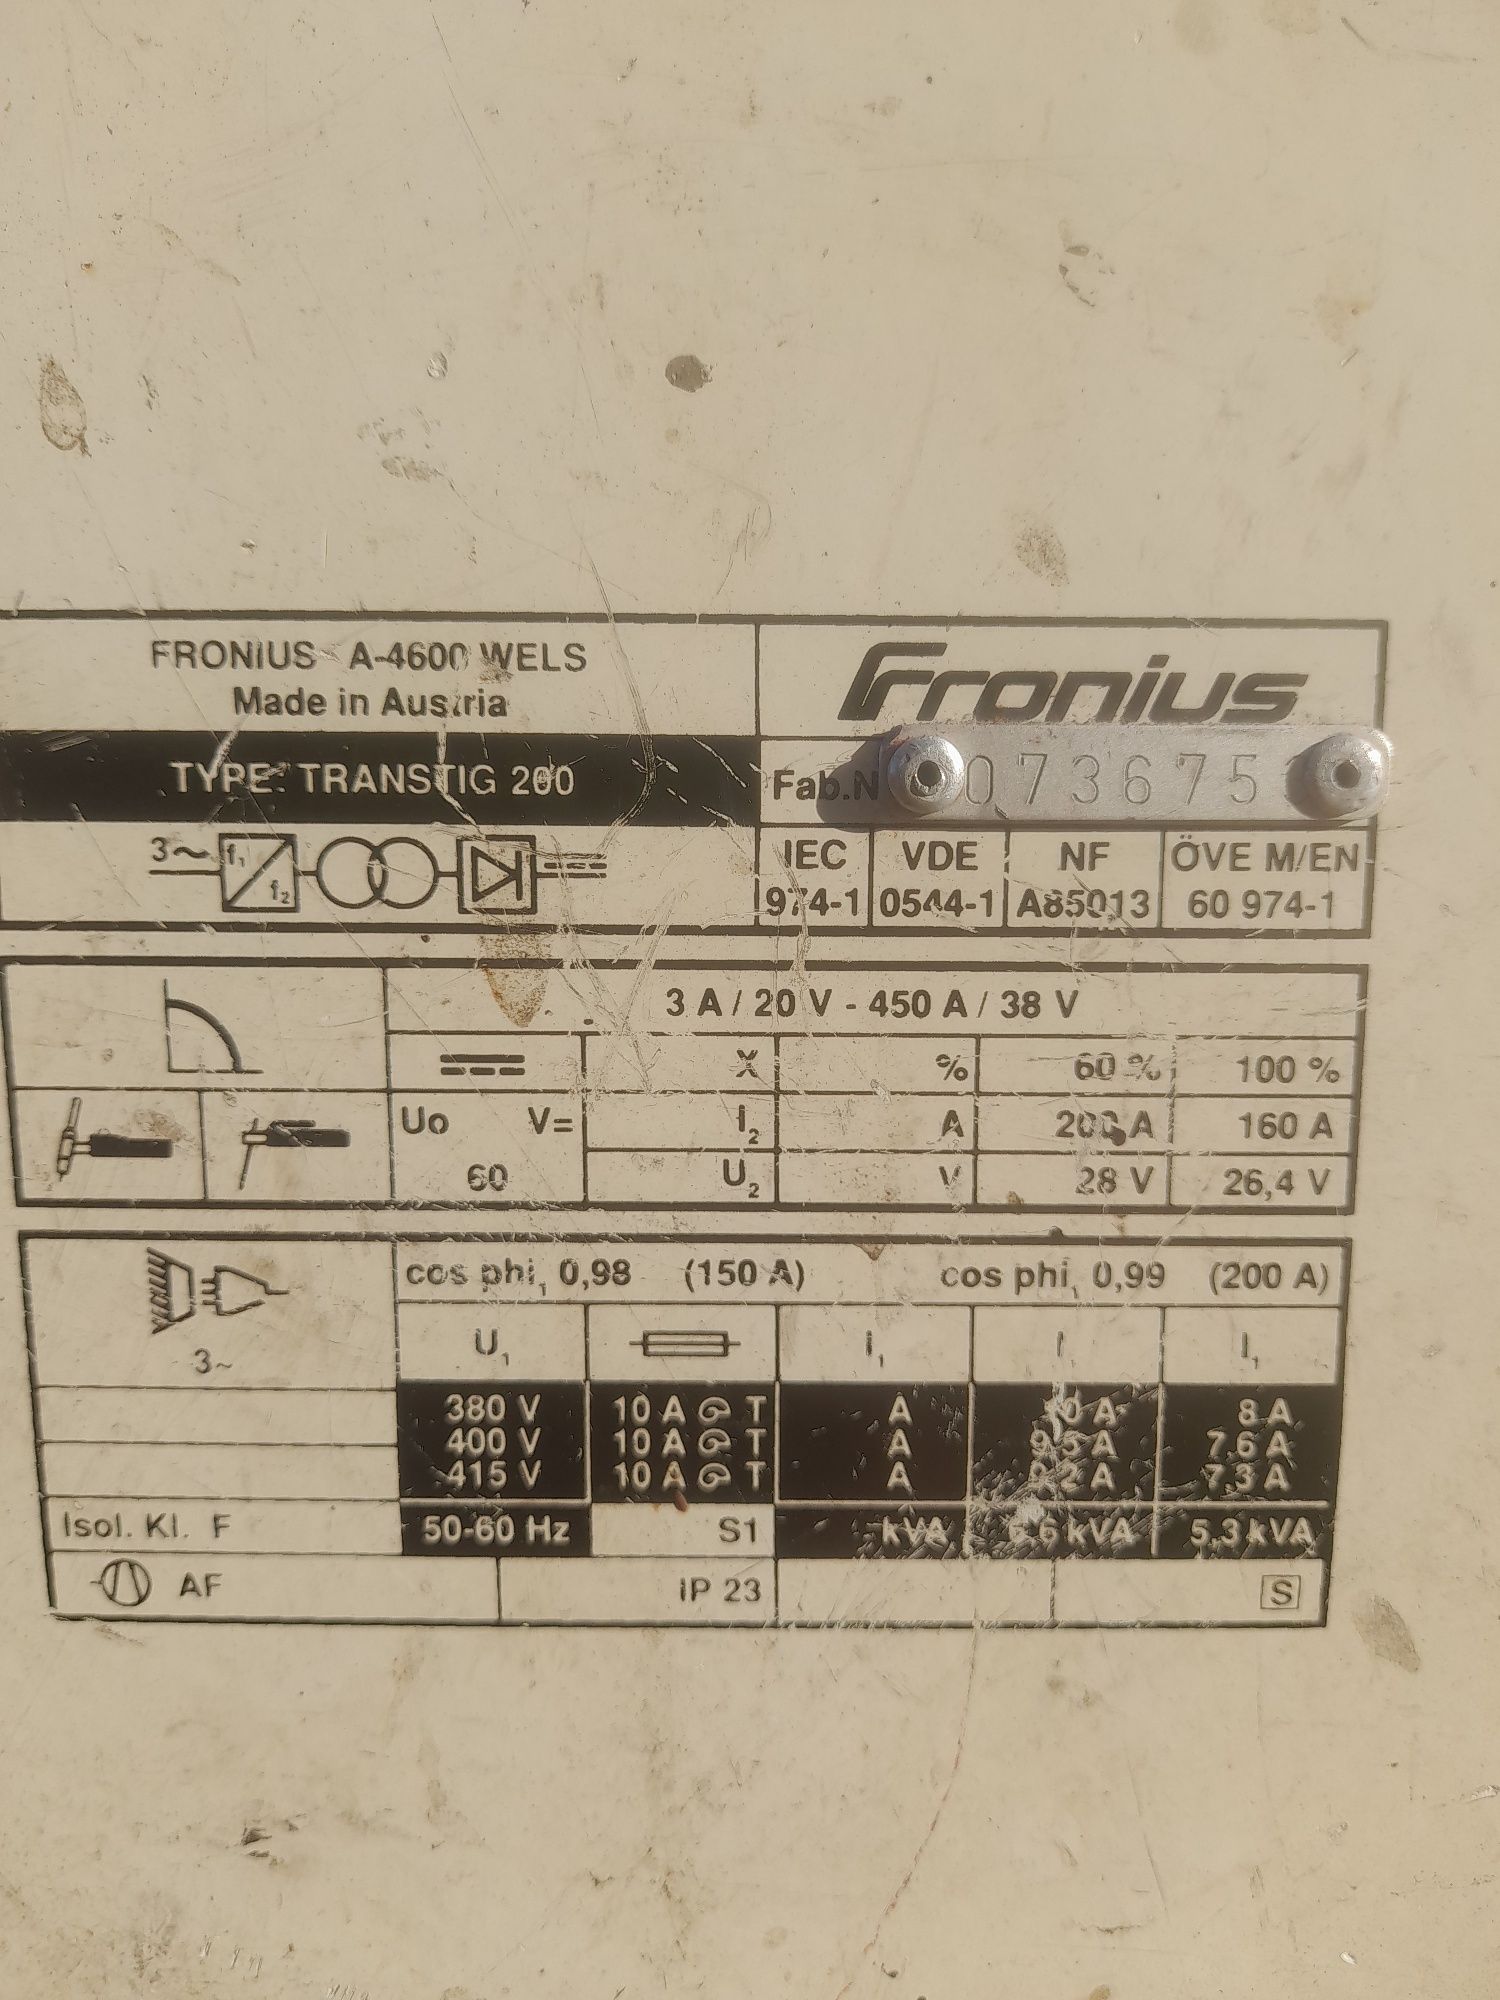 FRONIUS A-4600 WELS
Made in Austria
Fronius
TYPE: TRANSTIG 200
Fab.N 073675
3~ f₁ f₂
IEC 974-1
VDE 0544-1
NF A85013
ÖVE M/EN 60 974-1
3 A / 20 V - 450 A / 38 V
X % 60 % 100 %
Uo V= I₂ A 200 A 160 A
60 U₂ V 28 V 26,4 V
cos phi₁ 0,98 (150 A) cos phi₁ 0,99 (200 A)
3~ U₁ I₁ I₁ I₁
380 V 10 A T A 10 A 8 A
400 V 10 A T A 9,5 A 7,6 A
415 V 10 A T A 9,2 A 7,3 A
Isol. Kl. F 50-60 Hz S1 kVA 6,6 kVA 5,3 kVA
AF IP 23 S